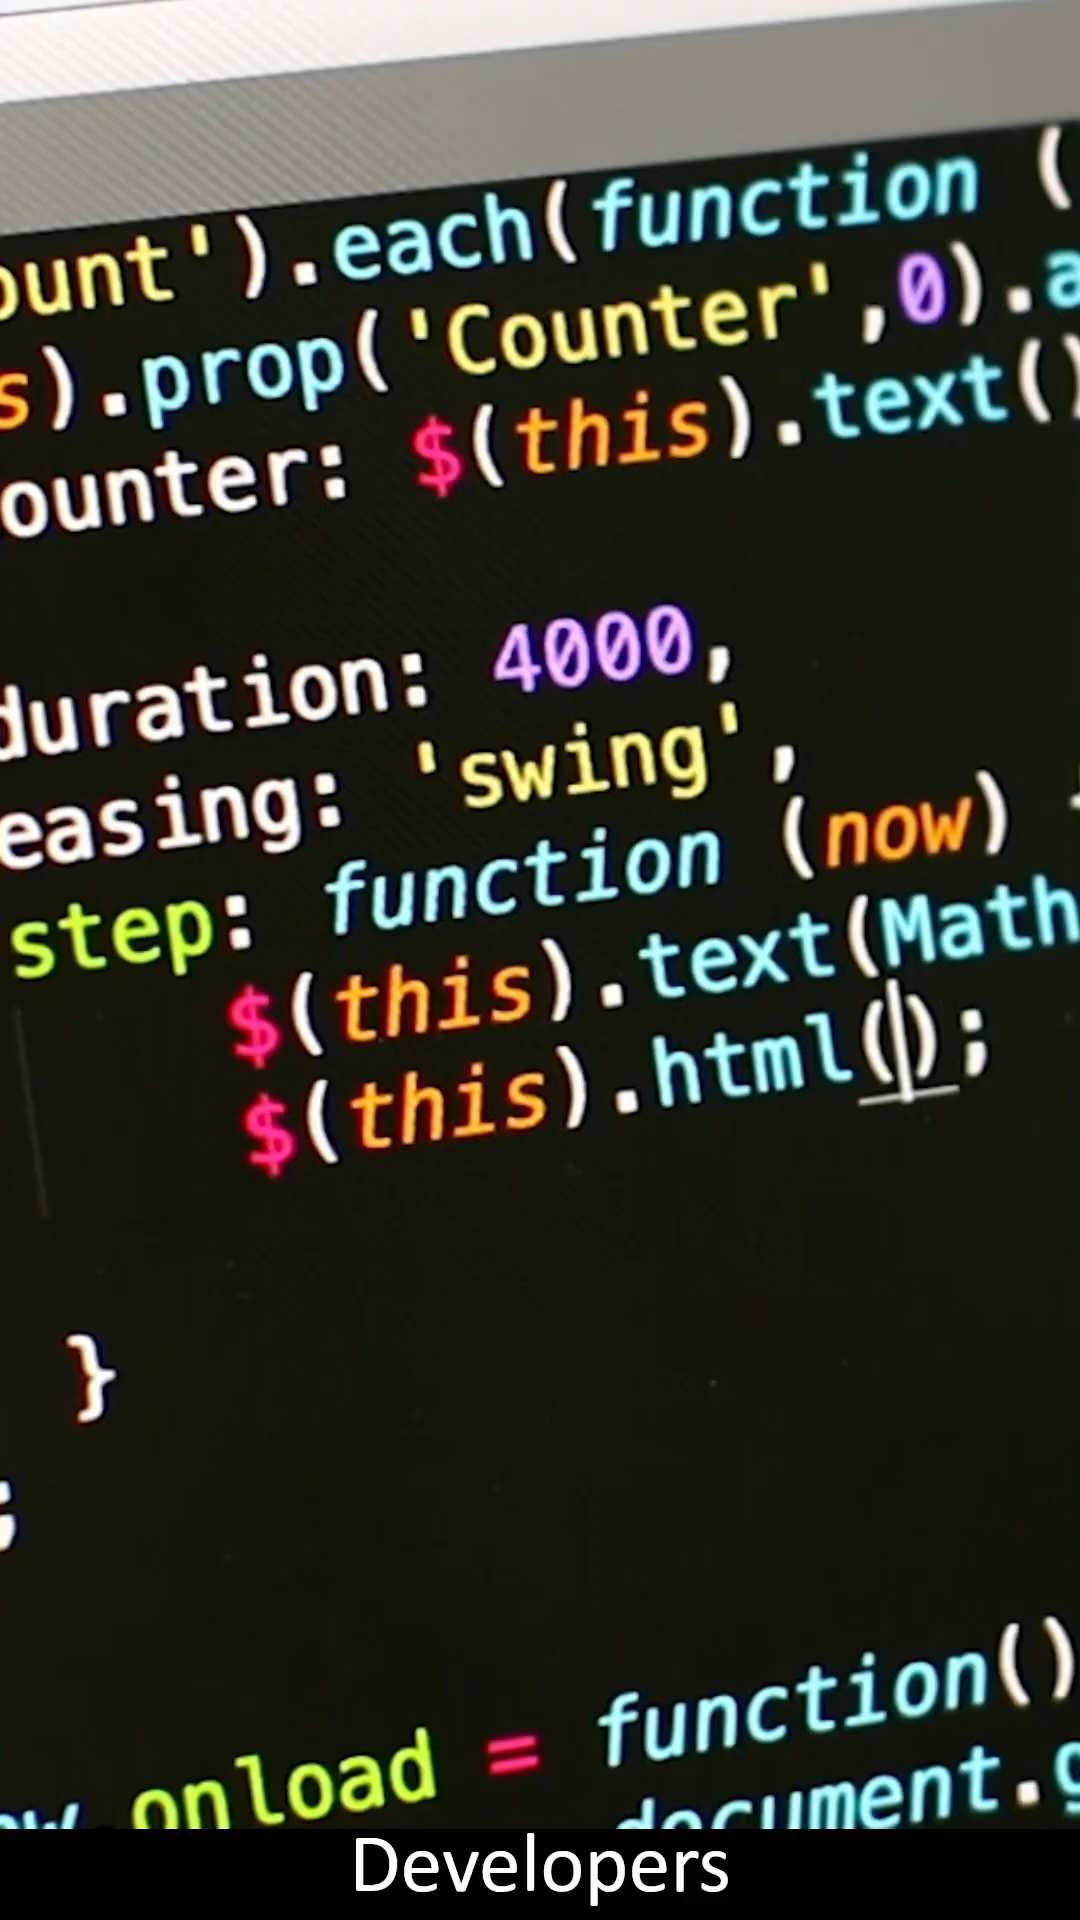 ount').each(function (
s).prop('Counter',0).a
ounter: $(this).text()
duration: 4000,
easing: 'swing',
step: function (now) {
$(this).text(Math
$(this).html();
}
;
ow.onload = function()
document.g
Developers